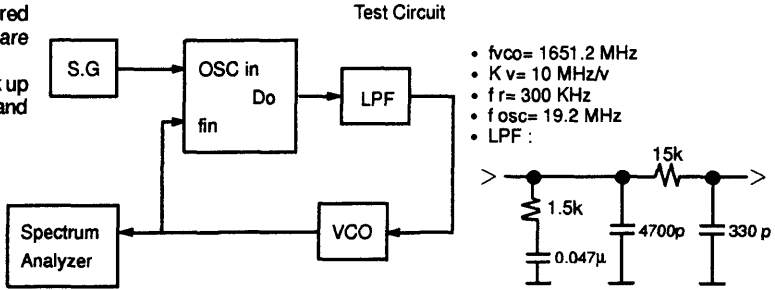 red
are
k up
and
Test Circuit
S.G
OSC in
Do
fin
LPF
VCO
Spectrum
Analyzer
• fvco= 1651.2 MHz
• K v= 10 MHz/v
• f r= 300 KHz
• f osc= 19.2 MHz
• LPF :
15k
1.5k
4700p
330 p
0.047μ